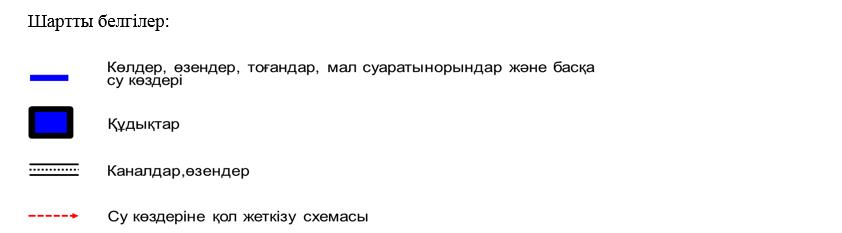 Шартты белгілер:
Көлдер, өзендер, тоғандар, мал суаратынорындар және басқа
су көздері
Құдықтар
Каналдар,өзендер
Су көздеріне қол жеткізу схемасы